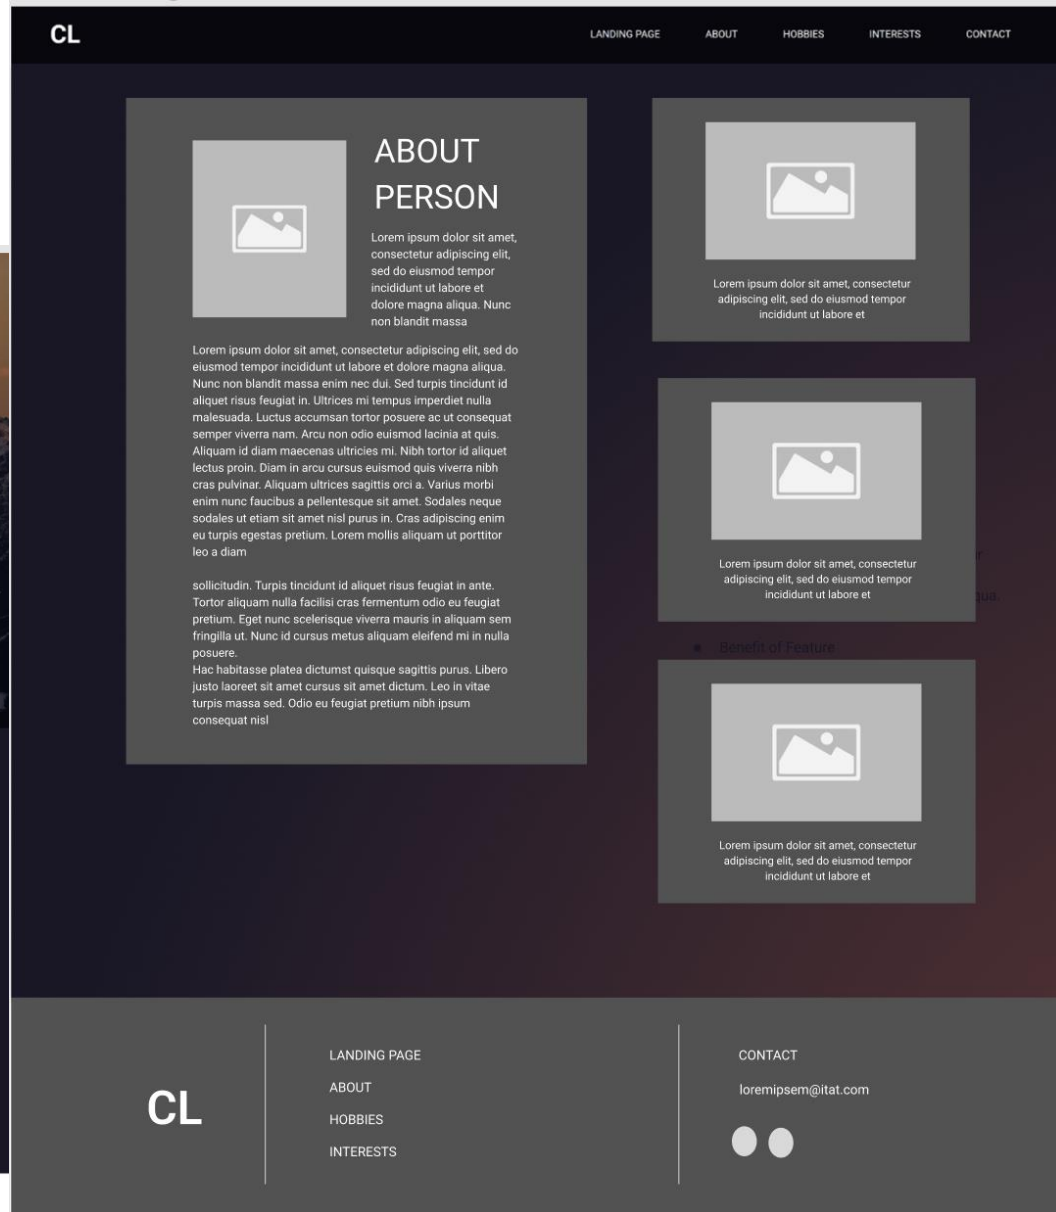 CL
LANDING PAGE
ABOUT
HOBBIES
INTERESTS
CONTACT
ABOUT
PERSON
Lorem ipsum dolor sit amet,
consectetur adipiscing elit,
sed do eiusmod tempor
incididunt ut labore et
dolore magna aliqua. Nunc
non blandit massa
Lorem ipsum dolor sit amet, consectetur adipiscing elit, sed do
eiusmod tempor incididunt ut labore et dolore magna aliqua.
Nunc non blandit massa enim nec dui. Sed turpis tincidunt id
aliquet risus feugiat in. Ultrices mi tempus imperdiet nulla
malesuada. Luctus accumsan tortor posuere ac ut consequat
semper viverra nam. Arcu non odio euismod lacinia at quis.
Aliquam id diam maecenas ultricies mi. Nibh tortor id aliquet
lectus proin. Diam in arcu cursus euismod quis viverra nibh
cras pulvinar. Aliquam ultrices sagittis orci a. Varius morbi
enim nunc faucibus a pellentesque sit amet. Sodales neque
sodales ut etiam sit amet nisl purus in. Cras adipiscing enim
eu turpis egestas pretium. Lorem mollis aliquam ut porttitor
leo a diam
sollicitudin. Turpis tincidunt id aliquet risus feugiat in ante.
Tortor aliquam nulla facilisi cras fermentum odio eu feugiat
pretium. Eget nunc scelerisque viverra mauris in aliquam sem
fringilla ut. Nunc id cursus metus aliquam eleifend mi in nulla
posuere.
Hac habitasse platea dictumst quisque sagittis purus. Libero
justo laoreet sit amet cursus sit amet dictum. Leo in vitae
turpis massa sed. Odio eu feugiat pretium nibh ipsum
consequat nisl
Lorem ipsum dolor sit amet, consectetur
adipiscing elit, sed do eiusmod tempor
incididunt ut labore et
Lorem ipsum dolor sit amet, consectetur
adipiscing elit, sed do eiusmod tempor
incididunt ut labore et
Benefit of Feature
Lorem ipsum dolor sit amet, consectetur
adipiscing elit, sed do eiusmod tempor
incididunt ut labore et
CL
LANDING PAGE
ABOUT
HOBBIES
INTERESTS
CONTACT
loremipsem@itat.com